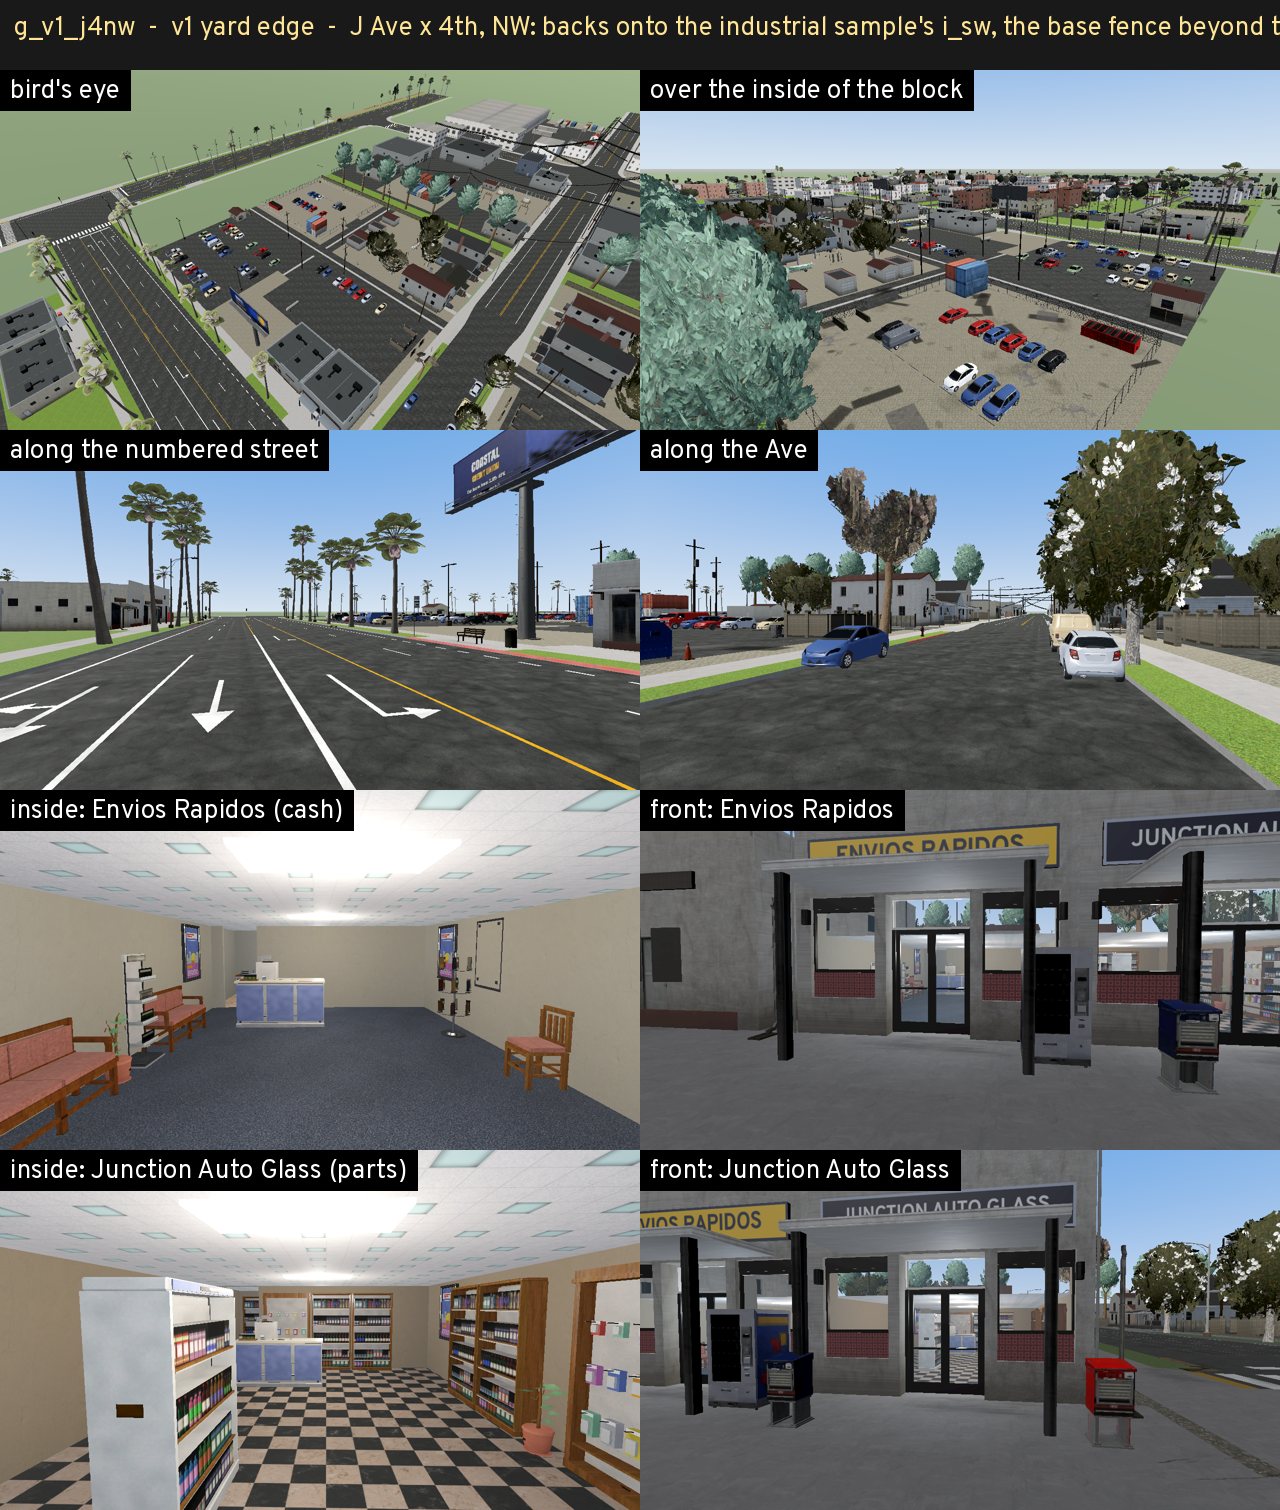 g_v1_j4nw - v1 yard edge - J Ave x 4th, NW: backs onto the industrial sample's i_sw, the base fence beyond t
bird's eye
over the inside of the block
along the numbered street
COASTAL
CREDIT UNION
along the Ave
inside: Envios Rapidos (cash)
front: Envios Rapidos
ENVIOS RAPIDOS
JUNCTION AU
inside: Junction Auto Glass (parts)
front: Junction Auto Glass
VIOS RAPIDOS
JUNCTION AUTO GLASS